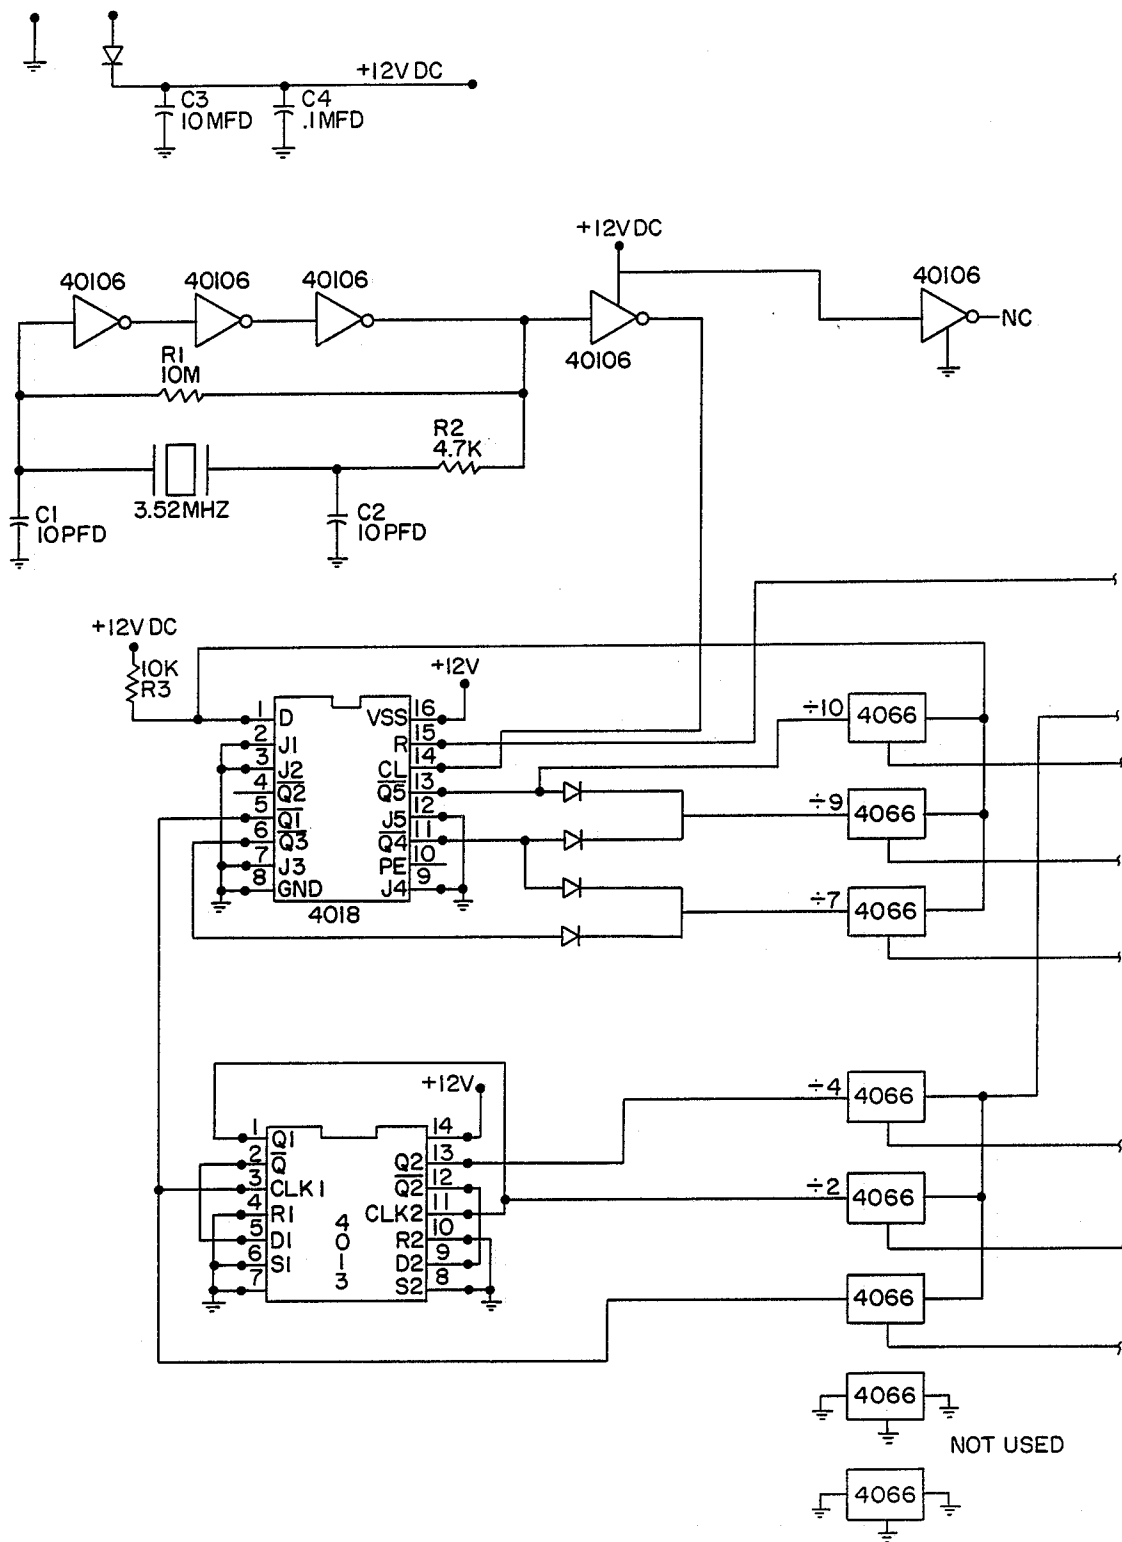 +12V DC
C3
10MFD
C4
.1MFD
+12V DC
40106
40106
40106
40106
40106
NC
R1
10M
R2
4.7K
3.52MHZ
C1
10PFD
C2
10PFD
+12V DC
10K
R3
+12V
1 D
2 J1
3 J2
4 Q2
5 Q1
6 Q3
7 J3
8 GND
VSS 16
R 15
CL 14
Q5 13
J5 12
Q4 11
PE 10
J4 9
4018
÷10 4066
÷9 4066
÷7 4066
+12V
1 Q1
2 Q
3 CLK1
4 R1
5 D1
6 S1
7
14
Q2 13
Q2 12
CLK2 11
R2 10
D2 9
S2 8
4013
÷4 4066
÷2 4066
4066
4066
NOT USED
4066